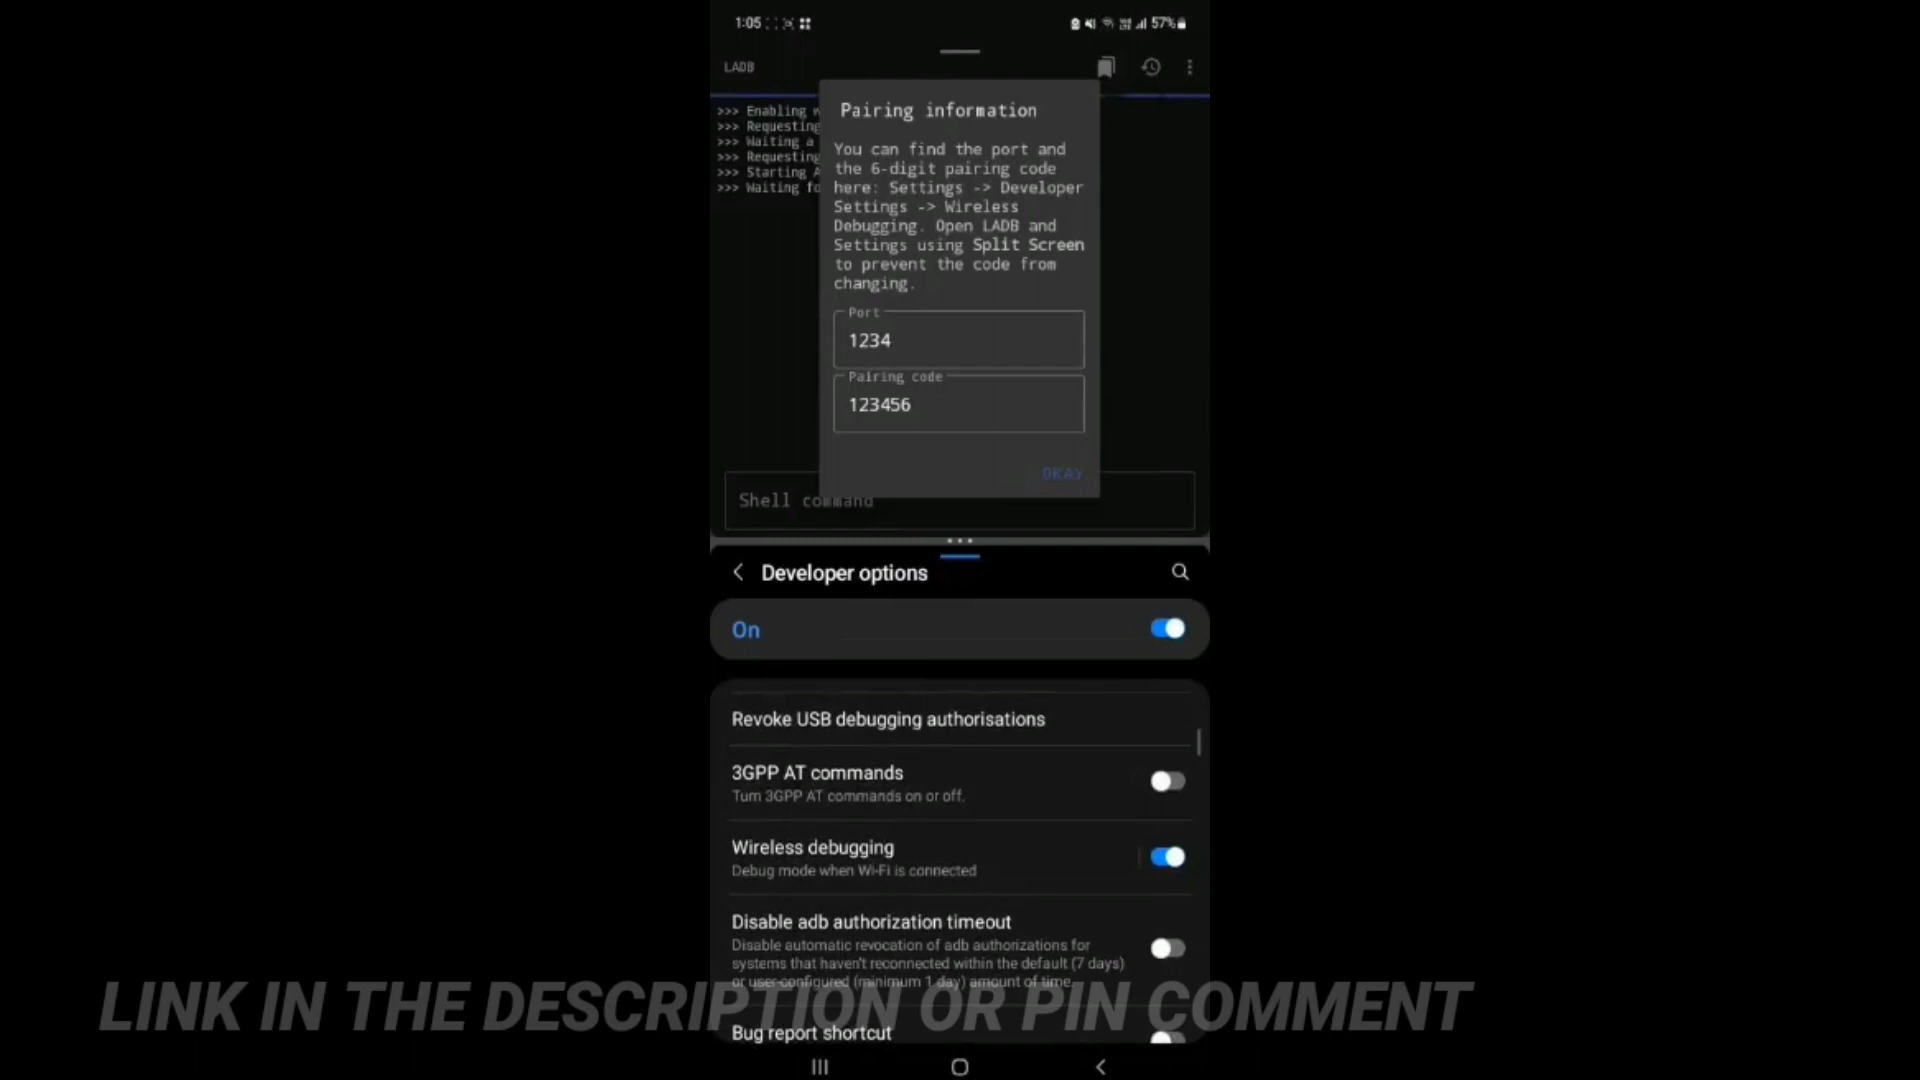 1:05
57%
LADB
Pairing information
>>> Enabling
>>> Requesting
>>> Waiting a
>>> Requesting
>>> Starting A
>>> Waiting fo
You can find the port and
the 6-digit pairing code
here: Settings -> Developer
Settings -> Wireless
Debugging. Open LADB and
Settings using Split Screen
to prevent the code from
changing.
Port
1234
Pairing code
123456
OKAY
Shell command
Developer options
On
Revoke USB debugging authorisations
3GPP AT commands
Turn 3GPP AT commands on or off.
Wireless debugging
Debug mode when Wi-Fi is connected
Disable adb authorization timeout
Disable automatic revocation of adb authorizations for
systems that haven't reconnected within the default (7 days)
or user-configured (minimum 1 day) amount of time.
LINK IN THE DESCRIPTION OR PIN COMMENT
Bug report shortcut